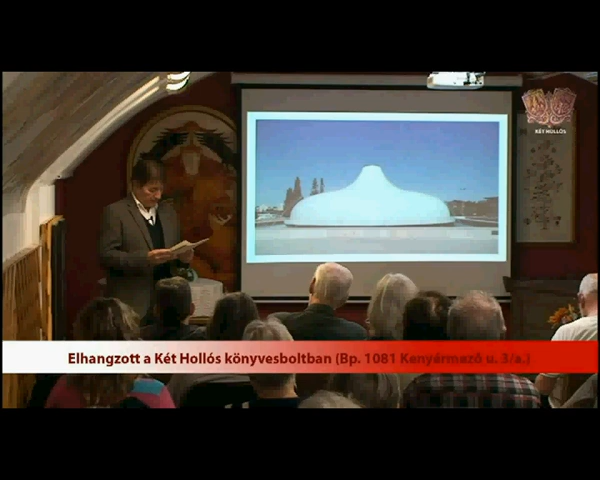 KÉT HOLLÓS
Elhangzott a Két Hollós könyvesboltban (Bp. 1081 Kenyérmező u. 3/a.)